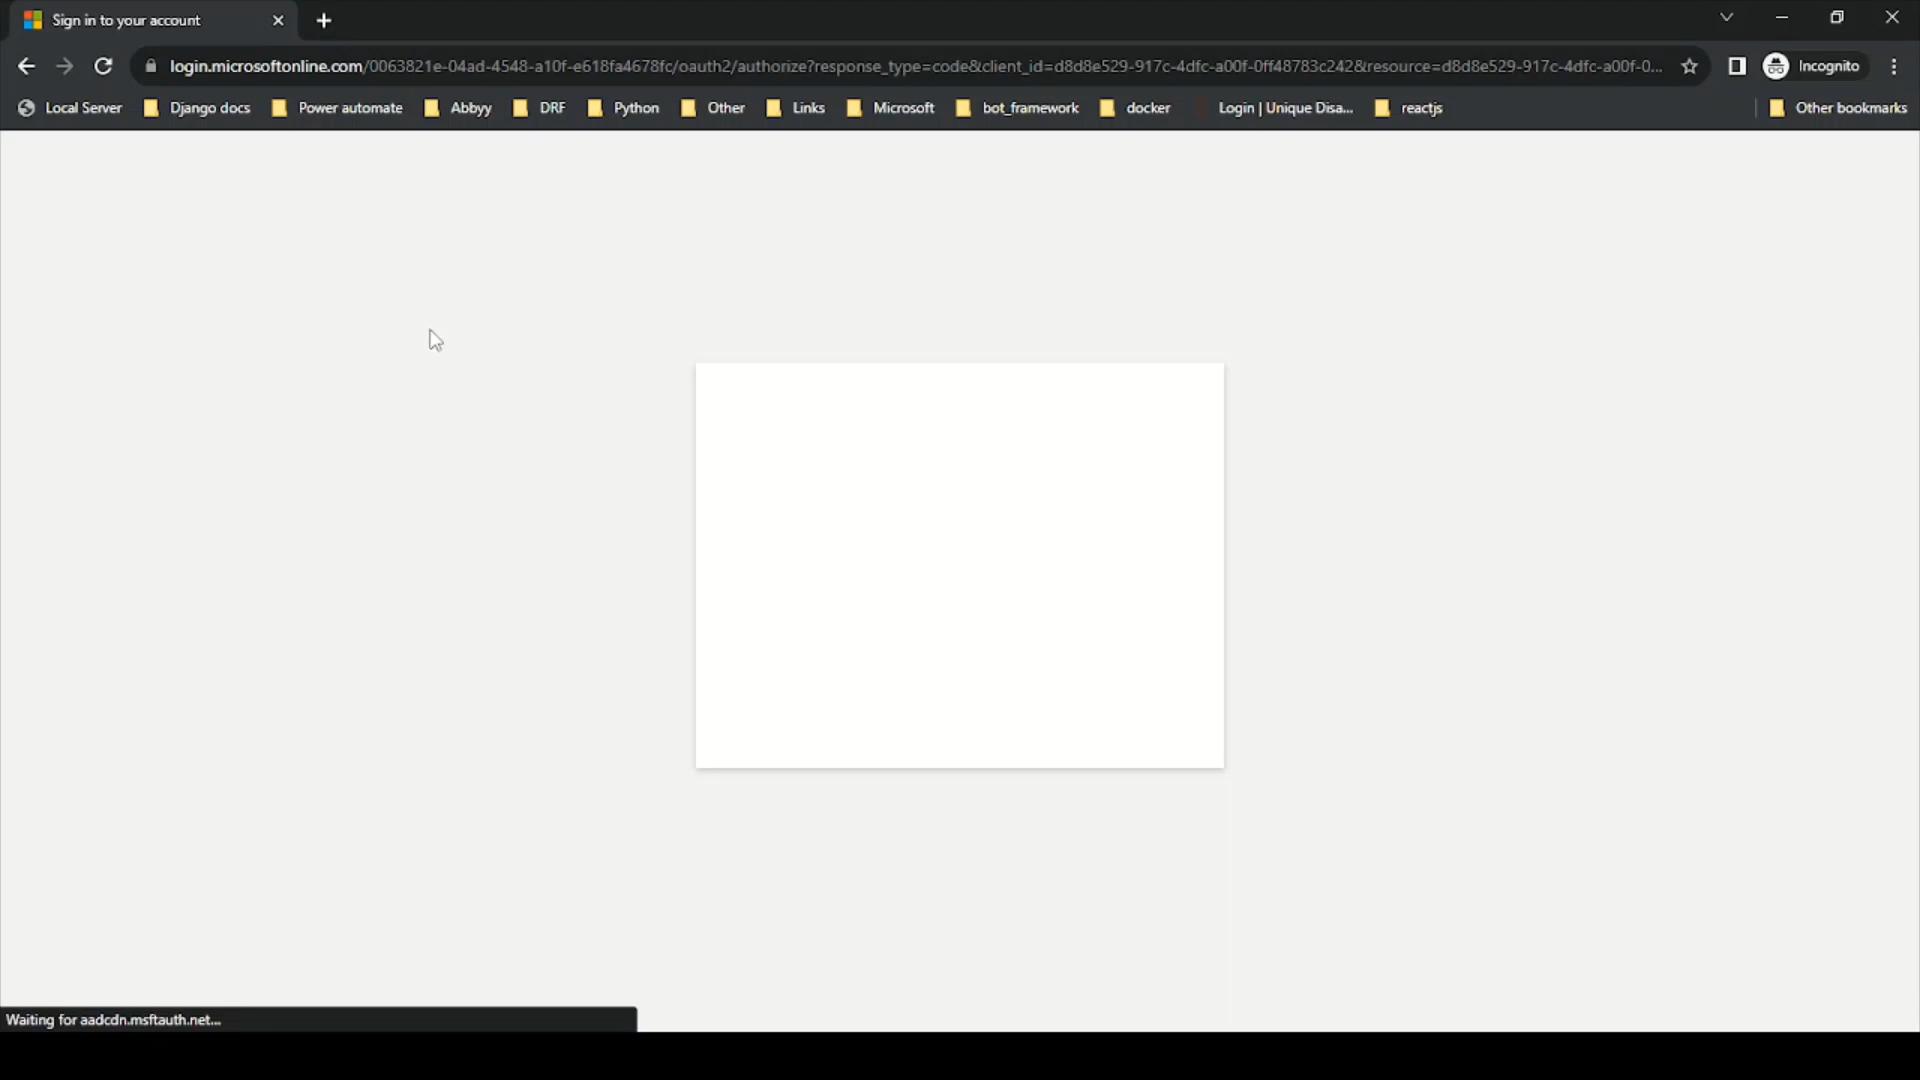 Sign in to your account
login.microsoftonline.com/0063821e-04ad-4548-a10f-e618fa4678fc/oauth2/authorize?response_type=code&client_id=d8d8e529-917c-4dfc-a00f-0ff48783c242&resource=d8d8e529-917c-4dfc-a00f-0... Incognito
Local Server Django docs Power automate Abbyy DRF Python Other Links Microsoft bot_framework docker Login | Unique Disa... reactjs Other bookmarks
Waiting for aadcdn.msftauth.net...